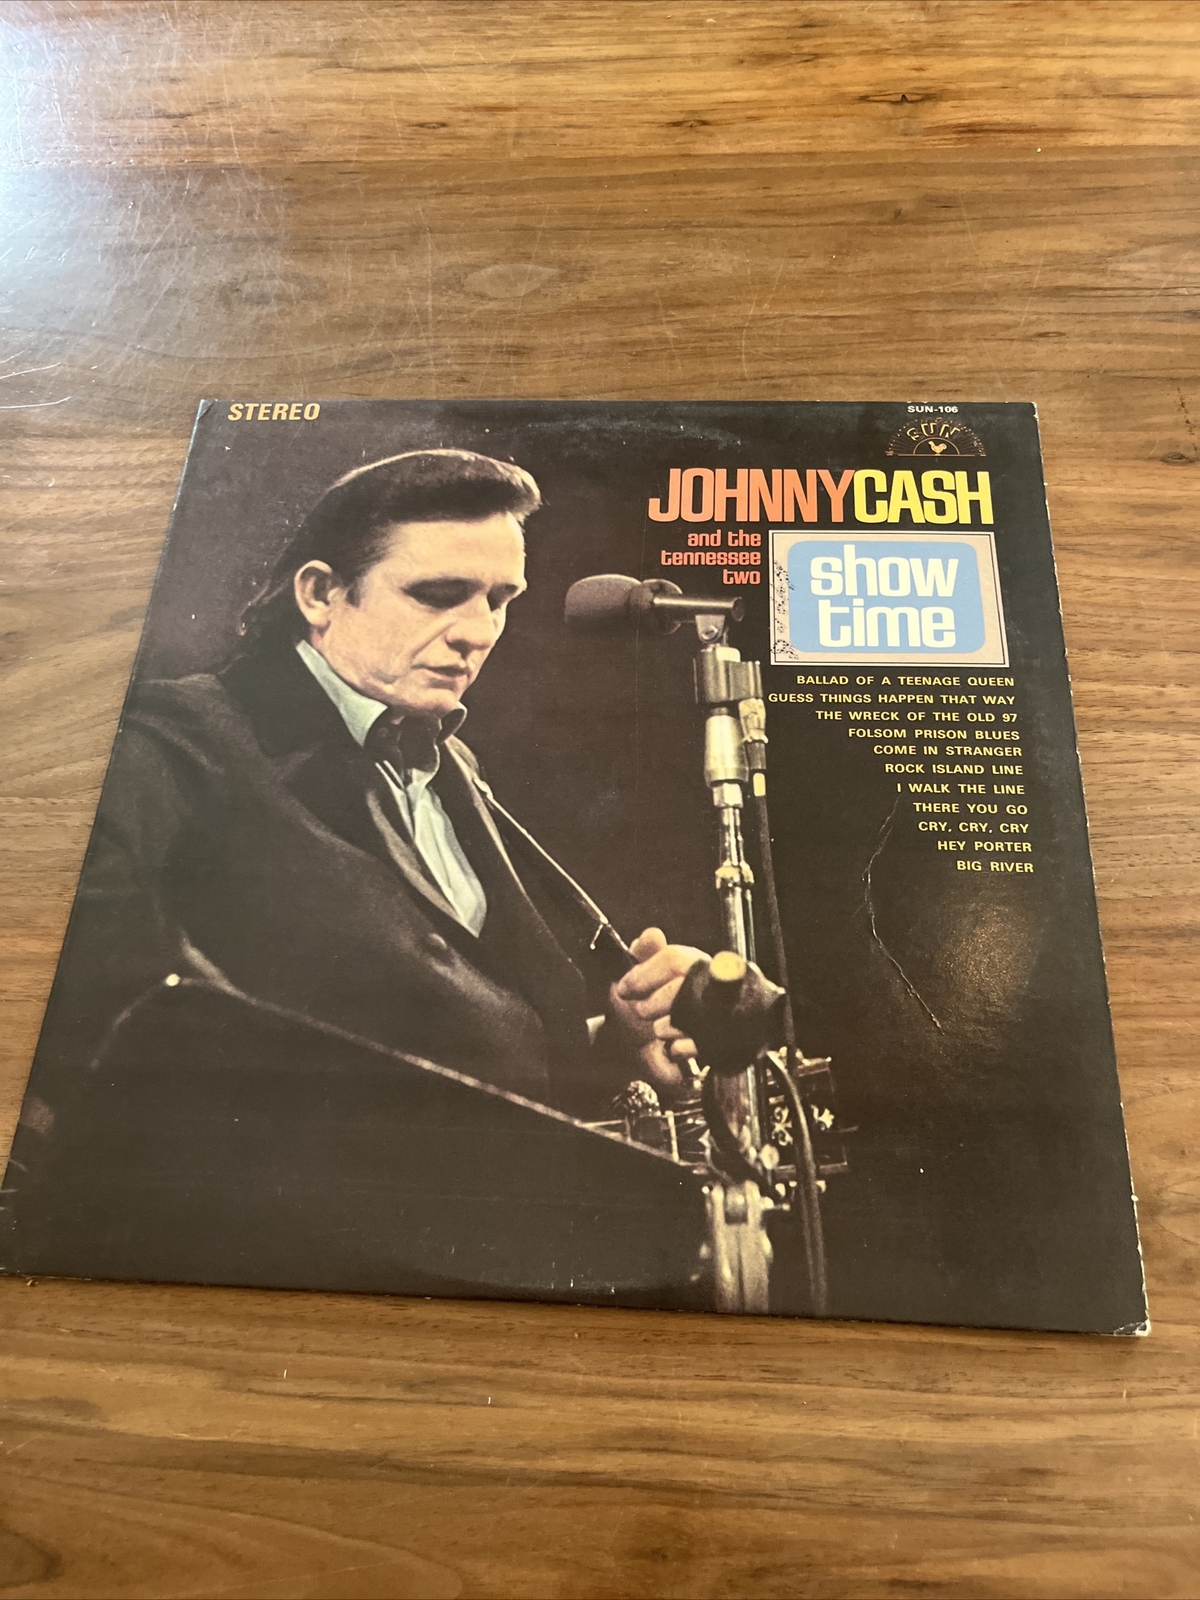 STEREO
SUN-106
SUN
JOHNNYCASH
and the
tennessee
two
show
time
BALLAD OF A TEENAGE QUEEN
GUESS THINGS HAPPEN THAT WAY
THE WRECK OF THE OLD 97
FOLSOM PRISON BLUES
COME IN STRANGER
ROCK ISLAND LINE
I WALK THE LINE
THERE YOU GO
CRY, CRY, CRY
HEY PORTER
BIG RIVER